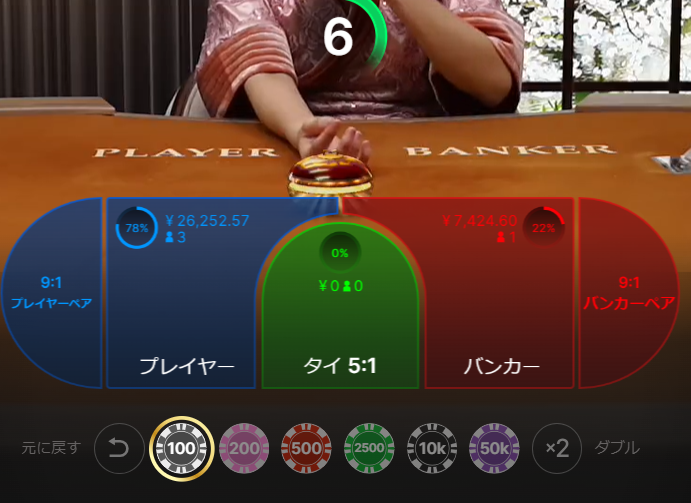 6
PLAYER
BANKER
78%
¥26,252.57
3
¥7,424.60
1
22%
0%
¥0 0
9:1
プレイヤーペア
9:1
バンカーペア
プレイヤー
タイ 5:1
バンカー
元に戻す
100
200
500
2500
10k
50k
×2
ダブル